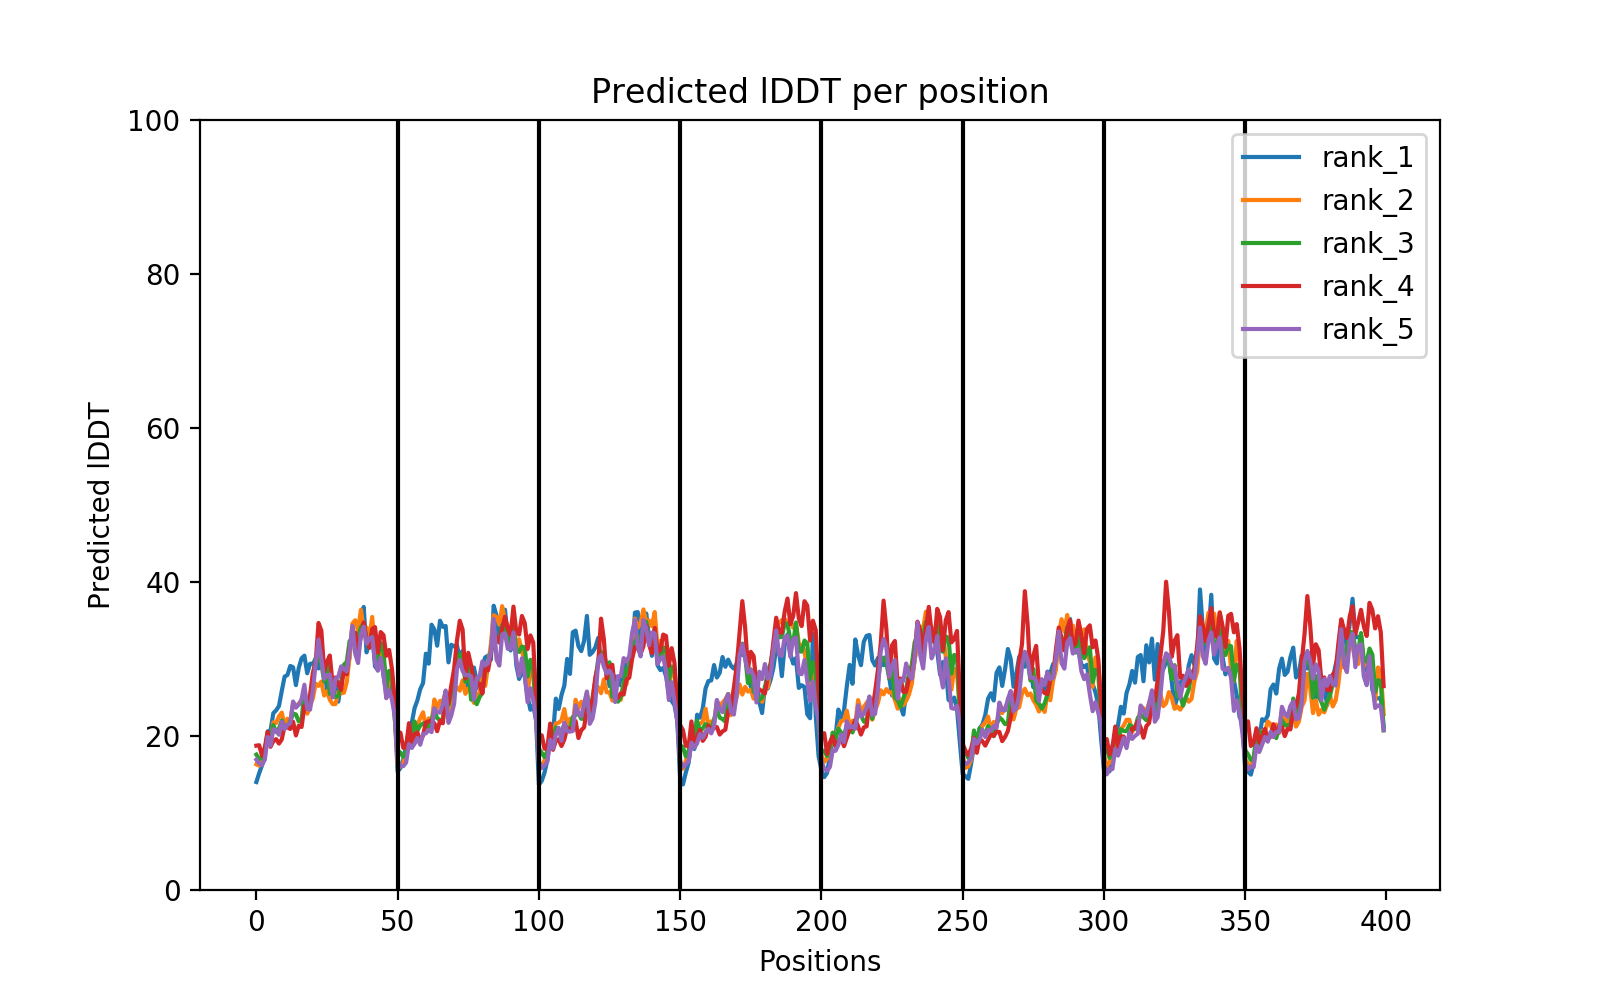 Predicted lDDT per position
100
80
60
40
20
0
Predicted lDDT
rank_1
rank_2
rank_3
rank_4
rank_5
0 50 100 150 200 250 300 350 400
Positions